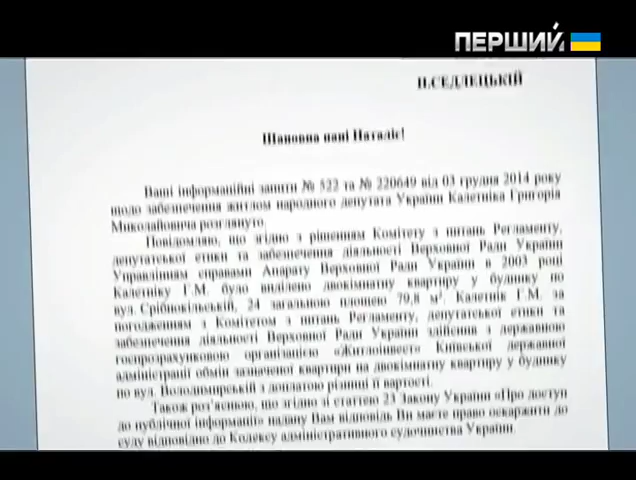 ПЕРШИЙ
Н.СЕДЛЕЦЬКІЙ
Шановна пані Наталіє!
Ваші інформаційні запити № 522 та № 220649 від 03 грудня 2014 року
щодо забезпечення житлом народного депутата України Калетніка Григорія
Миколайовича розглянуто.
Повідомляю, що згідно з рішенням Комітету з питань Регламенту,
депутатської етики та забезпечення діяльності Верховної Ради України
Управлінням справами Апарату Верховної Ради України в 2003 році
Калетніку Г.М. було виділено двокімнатну квартиру у будинку по
вул. Срібнокільській, 24 загальною площею 79,8 м². Калетнік Г.М. за
погодженням з Комітетом з питань Регламенту, депутатської етики та
забезпечення діяльності Верховної Ради України здійснив з державною
госпрозрахунковою організацією «Житлоінвест» Київської державної
адміністрації обмін зазначеної квартири на двокімнатну квартиру у будинку
по вул. Володимирській з доплатою різниці її вартості.
Також роз'яснюю, що згідно зі статтею 23 Закону України «Про доступ
до публічної інформації» надану Вам відповідь Ви маєте право оскаржити до
суду відповідно до Кодексу адміністративного судочинства України.